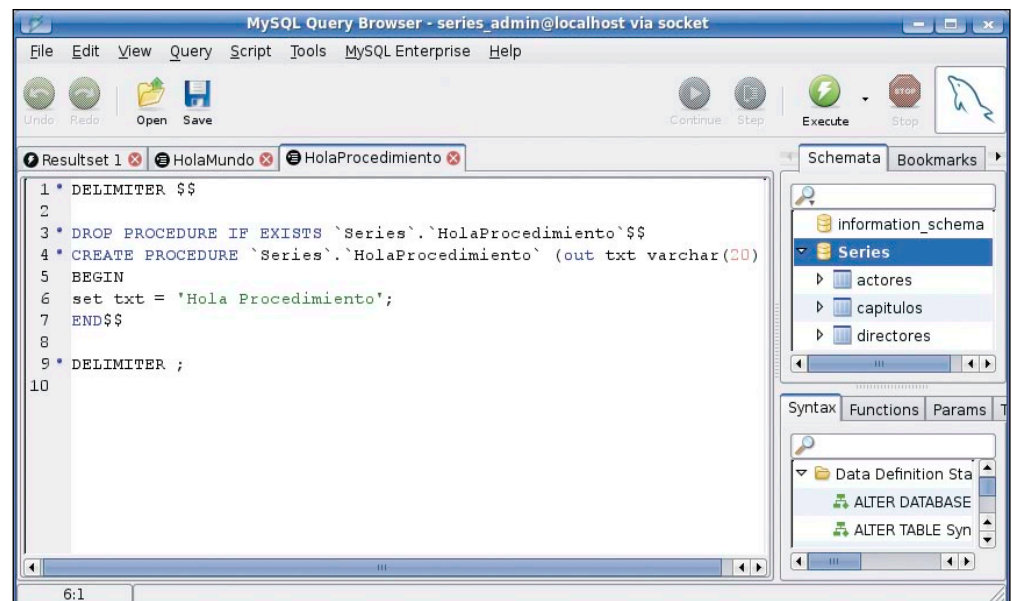 MySQL Query Browser - series_admin@localhost via socket
File Edit View Query Script Tools MySQL Enterprise Help
Undo Redo Open Save Continue Step Execute Stop
STOP
Resultset 1 HolaMundo HolaProcedimiento
Schemata Bookmarks
1 DELIMITER $$
2
3 DROP PROCEDURE IF EXISTS `Series`.`HolaProcedimiento`$$
4 CREATE PROCEDURE `Series`.`HolaProcedimiento` (out txt varchar(20)
5 BEGIN
6 set txt = 'Hola Procedimiento';
7 END$$
8
9 DELIMITER ;
10
information_schema
Series
actores
capitulos
directores
Syntax Functions Params T
Data Definition Sta
ALTER DATABASE
ALTER TABLE Syn
6:1